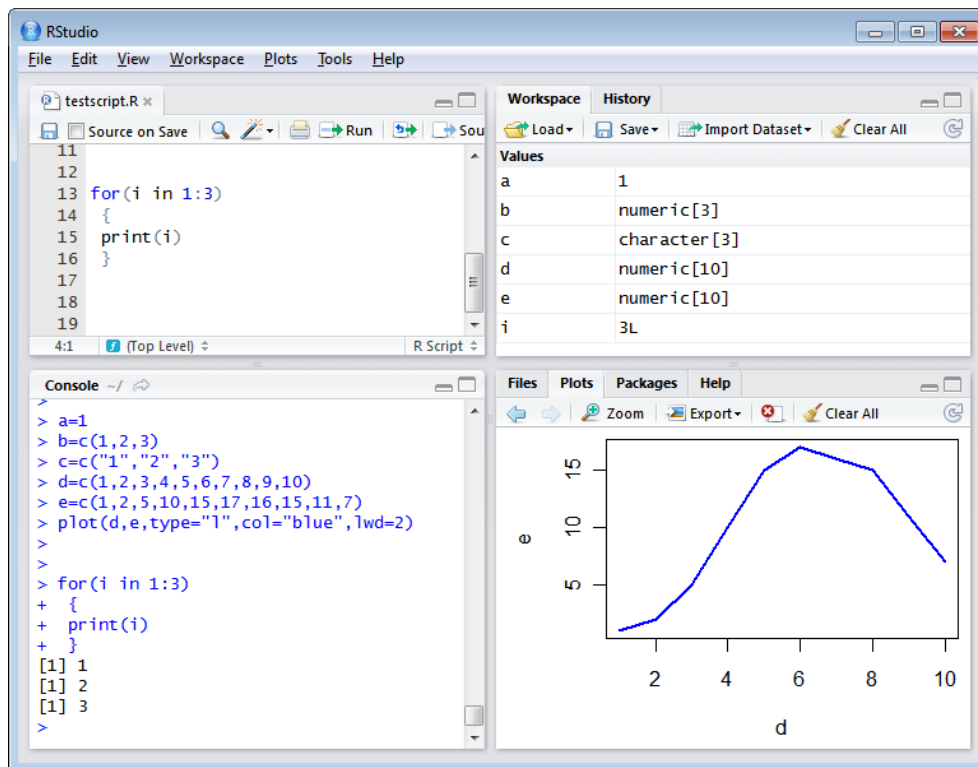 RStudio
File Edit View Workspace Plots Tools Help
testscript.R
Source on Save Run Sou
11
12
13 for(i in 1:3)
14 {
15 print(i)
16 }
17
18
19
4:1 (Top Level) R Script
Workspace History
Load Save Import Dataset Clear All
Values
a 1
b numeric[3]
c character[3]
d numeric[10]
e numeric[10]
i 3L
Console ~/
>
> a=1
> b=c(1,2,3)
> c=c("1","2","3")
> d=c(1,2,3,4,5,6,7,8,9,10)
> e=c(1,2,5,10,15,17,16,15,11,7)
> plot(d,e,type="l",col="blue",lwd=2)
>
>
> for(i in 1:3)
+ {
+ print(i)
+ }
[1] 1
[1] 2
[1] 3
>
Files Plots Packages Help
Zoom Export Clear All
15
10
5
e
2 4 6 8 10
d